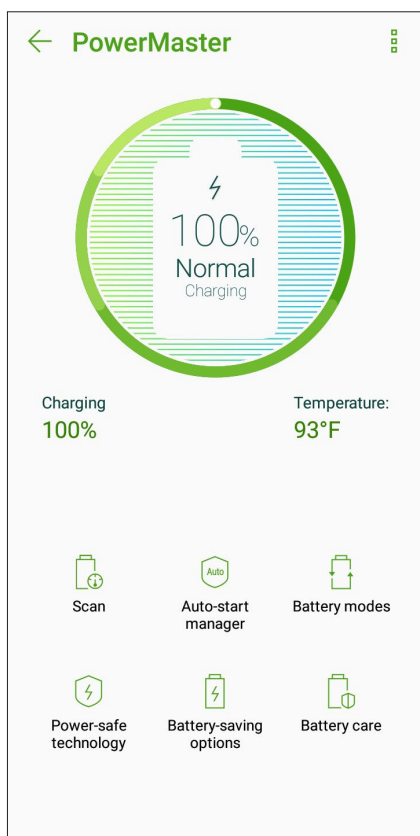 PowerMaster
100%
Normal
Charging
Charging
Temperature:
100%
93°F
Auto
Scan
Auto-start
manager
Battery modes
Power-safe
technology
Battery-saving
options
Battery care